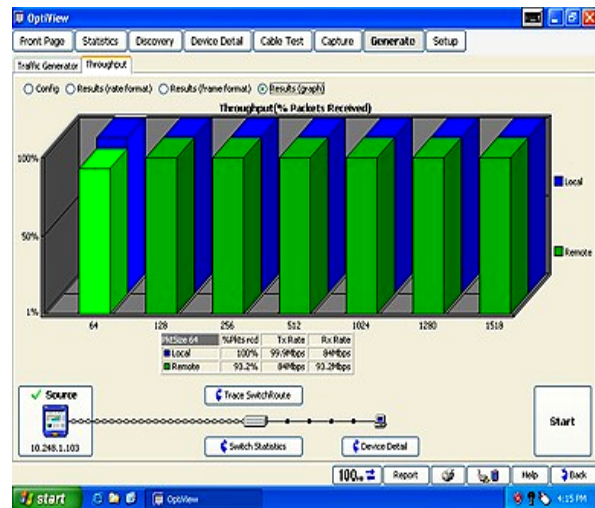 OptiView
Front Page Statistics Discovery Device Detail Cable Test Capture Generate Setup
Traffic Generator Throughput
Config Results (rate format) Results (frame format) Results (graph)
Throughput(% Packets Received)
100%
50%
1%
64 128 256 512 1024 1280 1518
Local
Remote
PktSize 64 %Pkts rcd Tx Rate Rx Rate
Local 100% 99.9Mbps 84Mbps
Remote 93.2% 84Mbps 93.2Mbps
Source
10.248.1.103
Trace SwitchRoute
Switch Statistics
Device Detail
Start
100 Report Help Back
start OptiView 4:15 PM